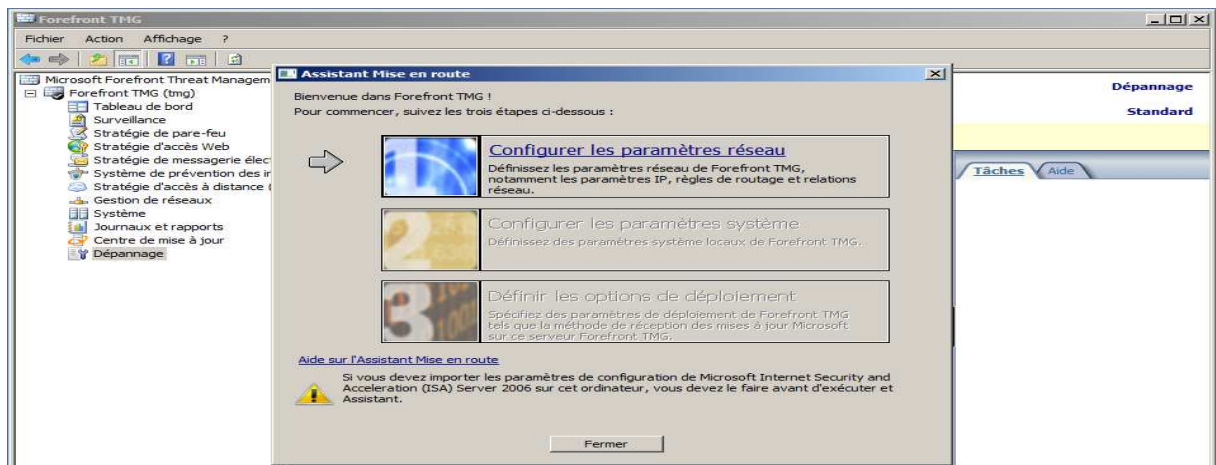 Forefront TMG
Fichier Action Affichage ?
Microsoft Forefront Threat Managem
Forefront TMG (tmg)
Tableau de bord
Surveillance
Stratégie de pare-feu
Stratégie d'accès Web
Stratégie de messagerie élec
Système de prévention des in
Stratégie d'accès à distance (
Gestion de réseaux
Système
Journaux et rapports
Centre de mise à jour
Dépannage
Assistant Mise en route
Bienvenue dans Forefront TMG !
Pour commencer, suivez les trois étapes ci-dessous :
1
Configurer les paramètres réseau
Définissez les paramètres réseau de Forefront TMG,
notamment les paramètres IP, règles de routage et relations
réseau.
2
Configurer les paramètres système
Définissez des paramètres système locaux de Forefront TMG.
3
Définir les options de déploiement
Spécifiez des paramètres de déploiement de Forefront TMG
tels que la méthode de réception des mises à jour Microsoft
sur ce serveur Forefront TMG.
Aide sur l'Assistant Mise en route
Si vous devez importer les paramètres de configuration de Microsoft Internet Security and
Acceleration (ISA) Server 2006 sur cet ordinateur, vous devez le faire avant d'exécuter et
Assistant.
Fermer
Dépannage
Standard
Tâches Aide